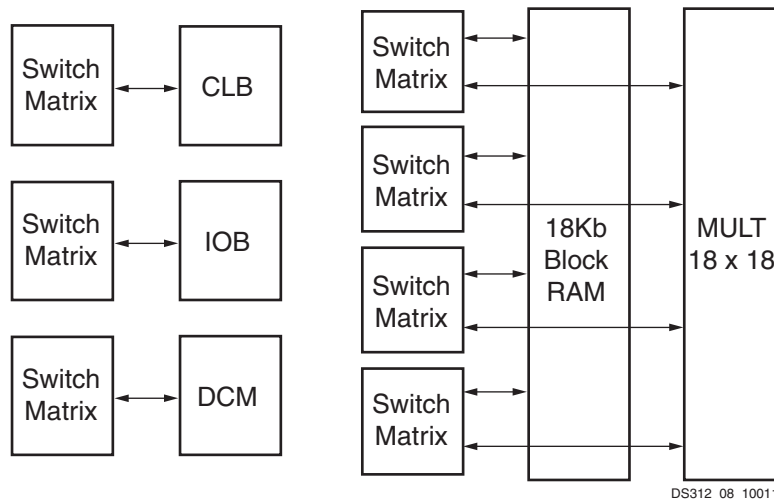 Switch
Matrix
CLB
Switch
Matrix
IOB
Switch
Matrix
DCM
Switch
Matrix
Switch
Matrix
Switch
Matrix
Switch
Matrix
18Kb
Block
RAM
MULT
18 x 18
DS312_08_10011